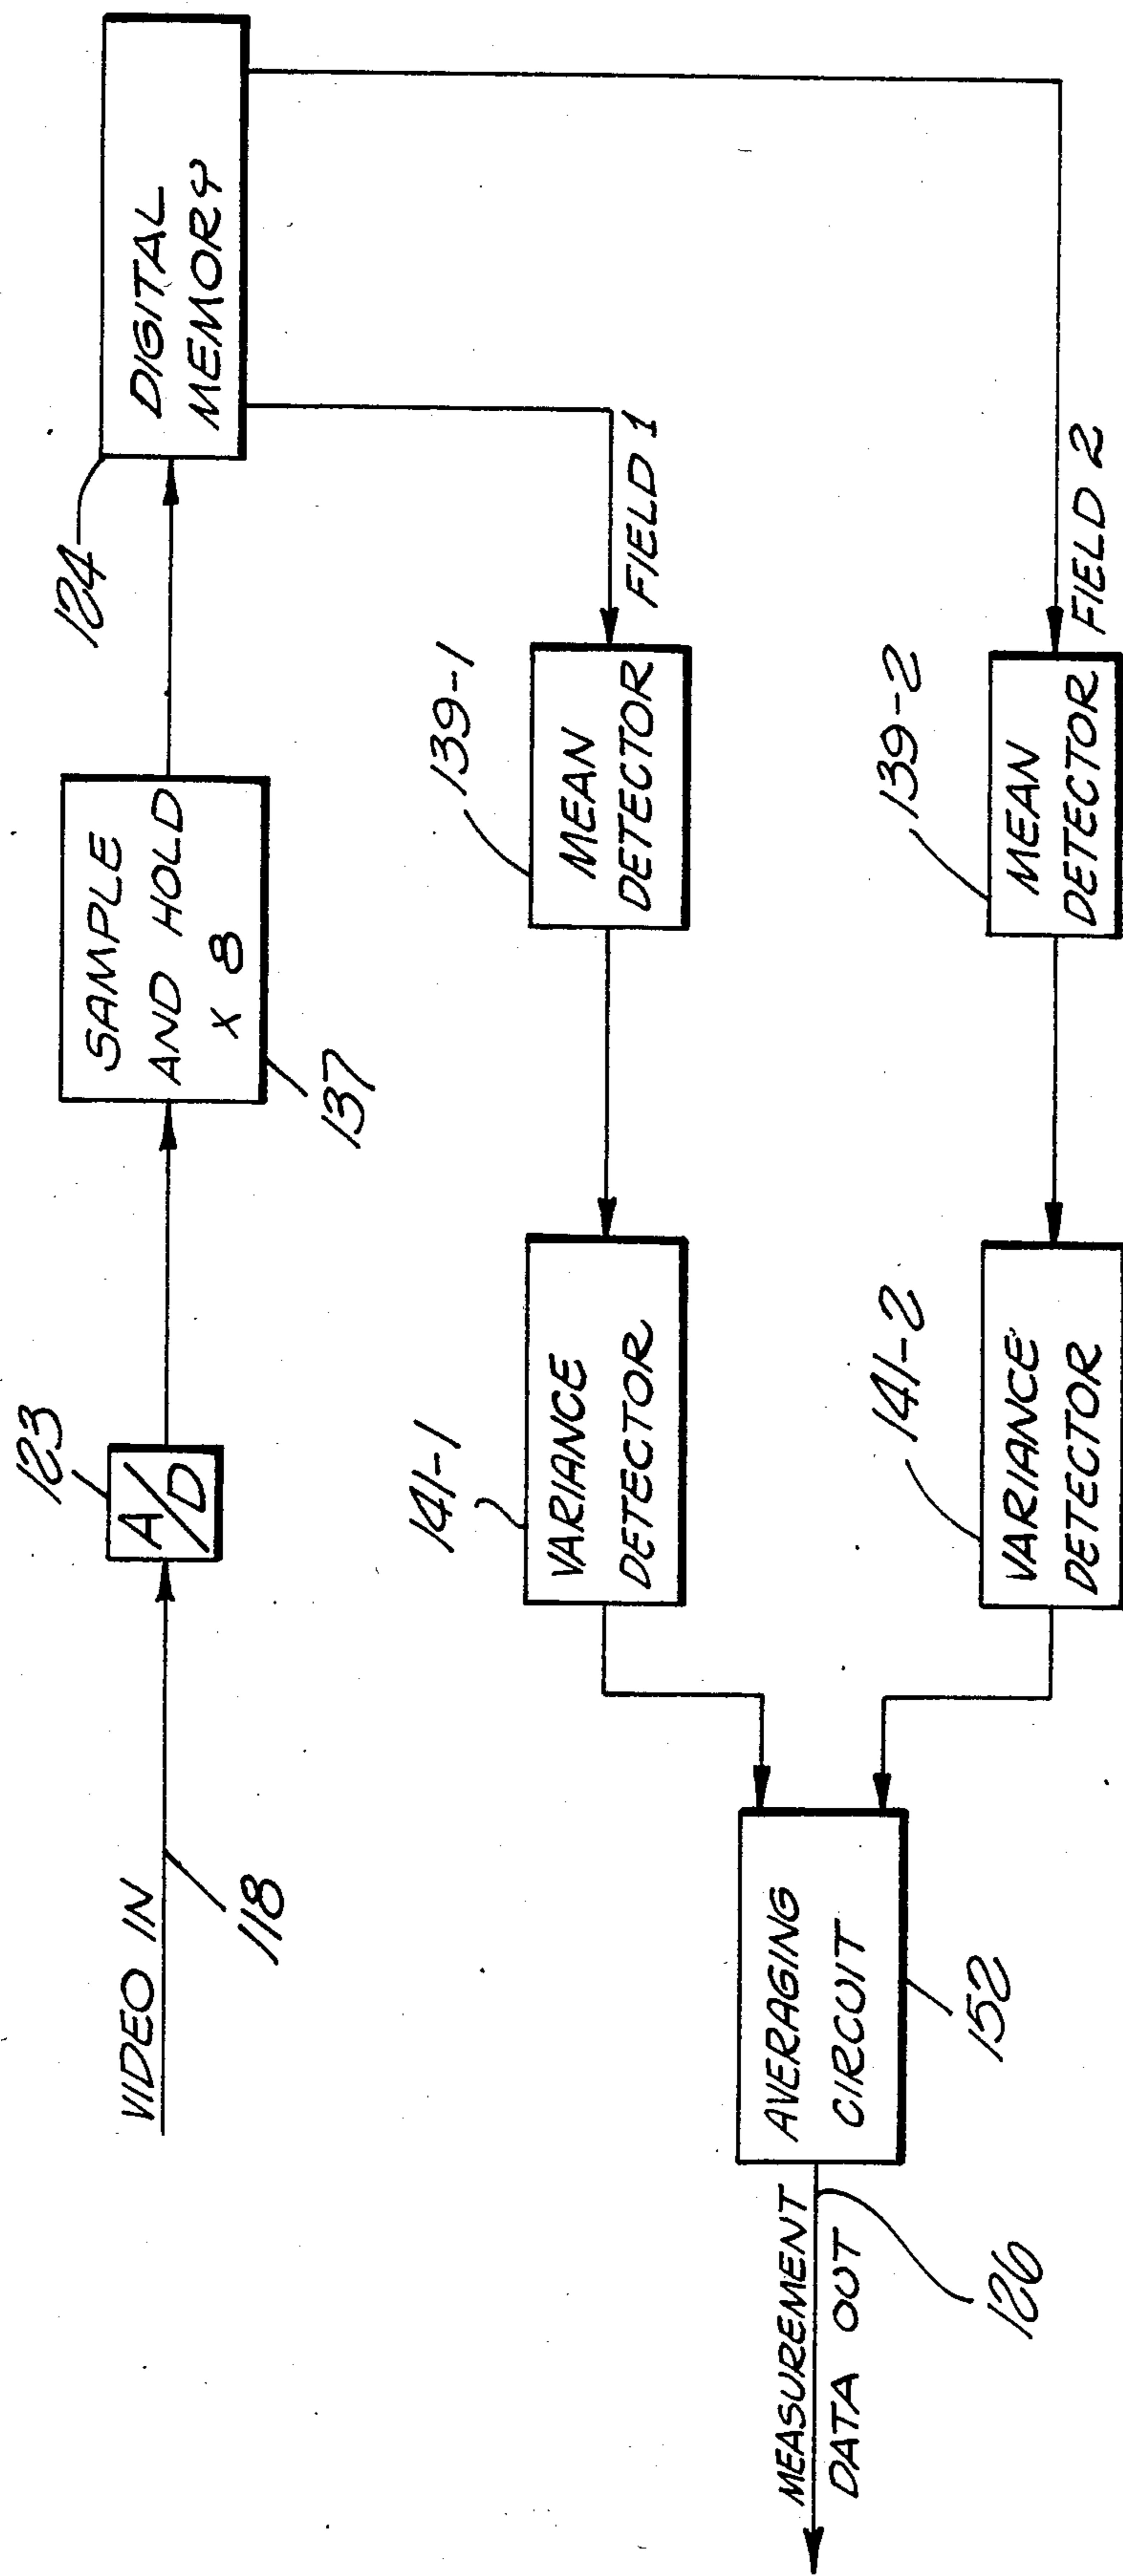 VIDEO IN
118
123
A/D
SAMPLE
AND HOLD
X 8
137
124
DIGITAL
MEMORY
FIELD 1
139-1
MEAN
DETECTOR
141-1
VARIANCE
DETECTOR
FIELD 2
139-2
MEAN
DETECTOR
141-2
VARIANCE
DETECTOR
AVERAGING
CIRCUIT
152
MEASUREMENT
DATA OUT
126